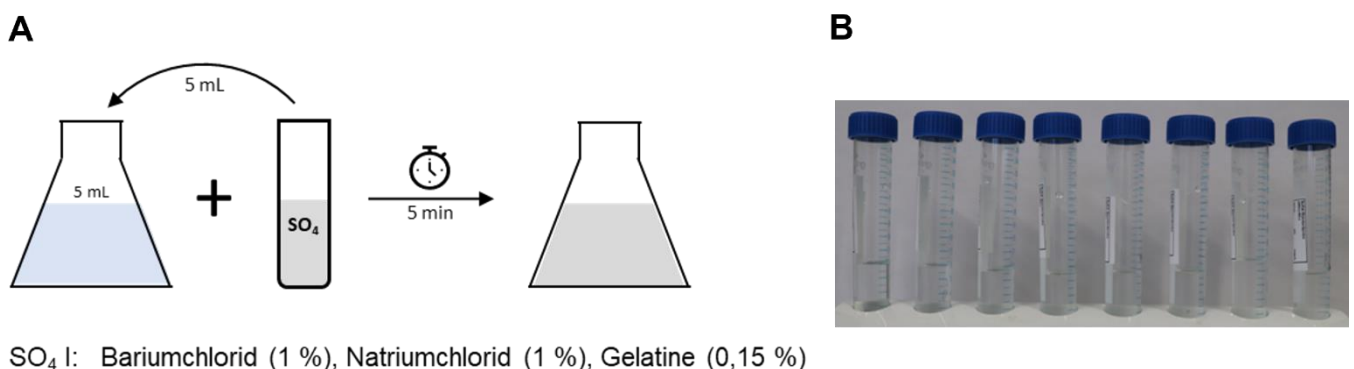 A
B
5 mL
5 mL
+
SO₄
5 min
SO₄ I: Bariumchlorid (1 %), Natriumchlorid (1 %), Gelatine (0,15 %)